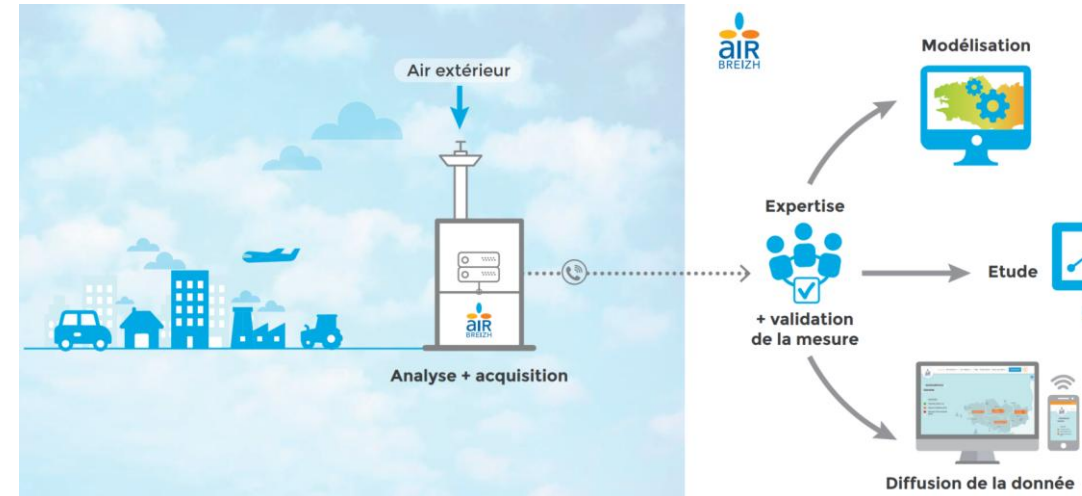 Air extérieur
Analyse + acquisition
aiR
BREIZH
aiR
BREIZH
Expertise
+ validation
de la mesure
Modélisation
Etude
Diffusion de la donnée